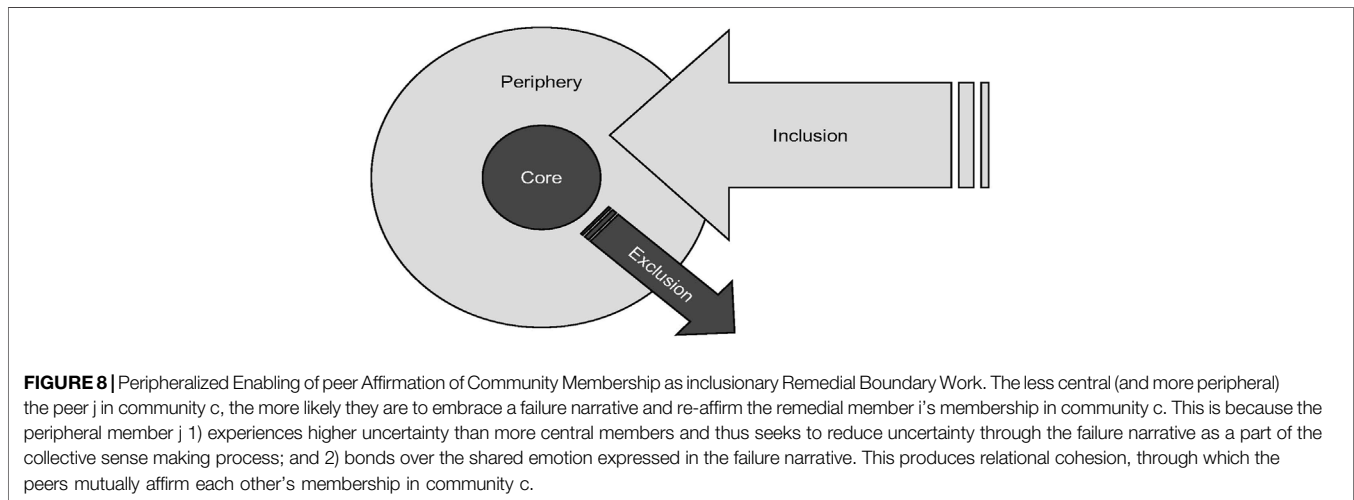 Periphery
Inclusion
Core
Exclusion
FIGURE 8 | Peripheralized Enabling of peer Affirmation of Community Membership as inclusionary Remedial Boundary Work. The less central (and more peripheral)
the peer j in community c, the more likely they are to embrace a failure narrative and re-affirm the remedial member i's membership in community c. This is because the
peripheral member j 1) experiences higher uncertainty than more central members and thus seeks to reduce uncertainty through the failure narrative as a part of the
collective sense making process; and 2) bonds over the shared emotion expressed in the failure narrative. This produces relational cohesion, through which the
peers mutually affirm each other's membership in community c.